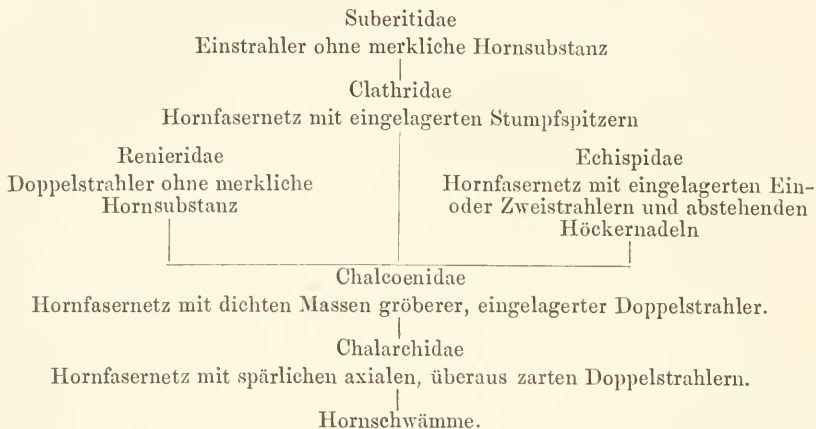 Suberitidae
Einstrahler ohne merkliche Hornsubstanz
Clathridae
Hornfasernetz mit eingelagerten Stumpfspitzern
Renieridae
Doppelstrahler ohne merkliche
Hornsubstanz
Echispidae
Hornfasernetz mit eingelagerten Ein-
oder Zweistrahlern und abstehenden
Höckernadeln
Chalcoenidae
Hornfasernetz mit dichten Massen gröberer, eingelagerter Doppelstrahler.
Chalarchidae
Hornfasernetz mit spärlichen axialen, überaus zarten Doppelstrahlern.
Hornschwämme.